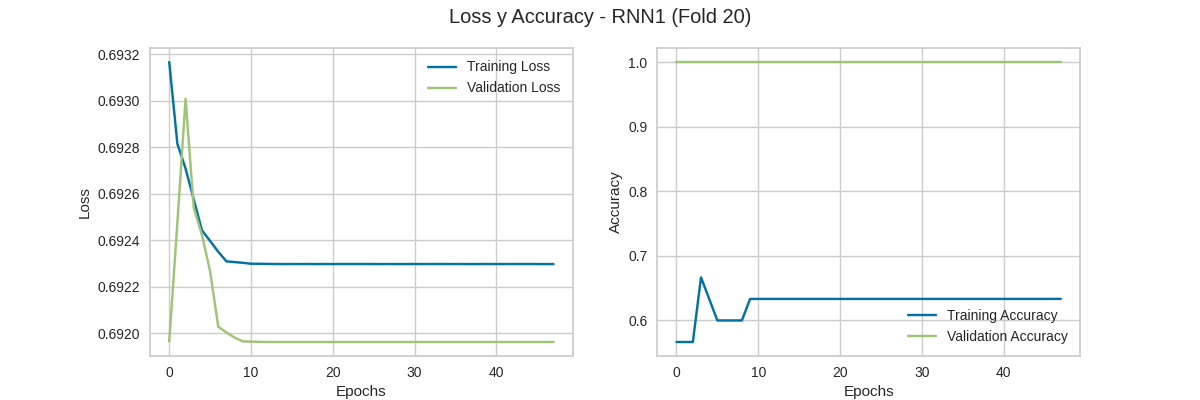 Loss y Accuracy - RNN1 (Fold 20)
0.6932
0.6930
0.6928
0.6926
0.6924
0.6922
0.6920
Loss
Training Loss
Validation Loss
0 10 20 30 40
Epochs
1.0
0.9
0.8
0.7
0.6
Accuracy
Training Accuracy
Validation Accuracy
0 10 20 30 40
Epochs